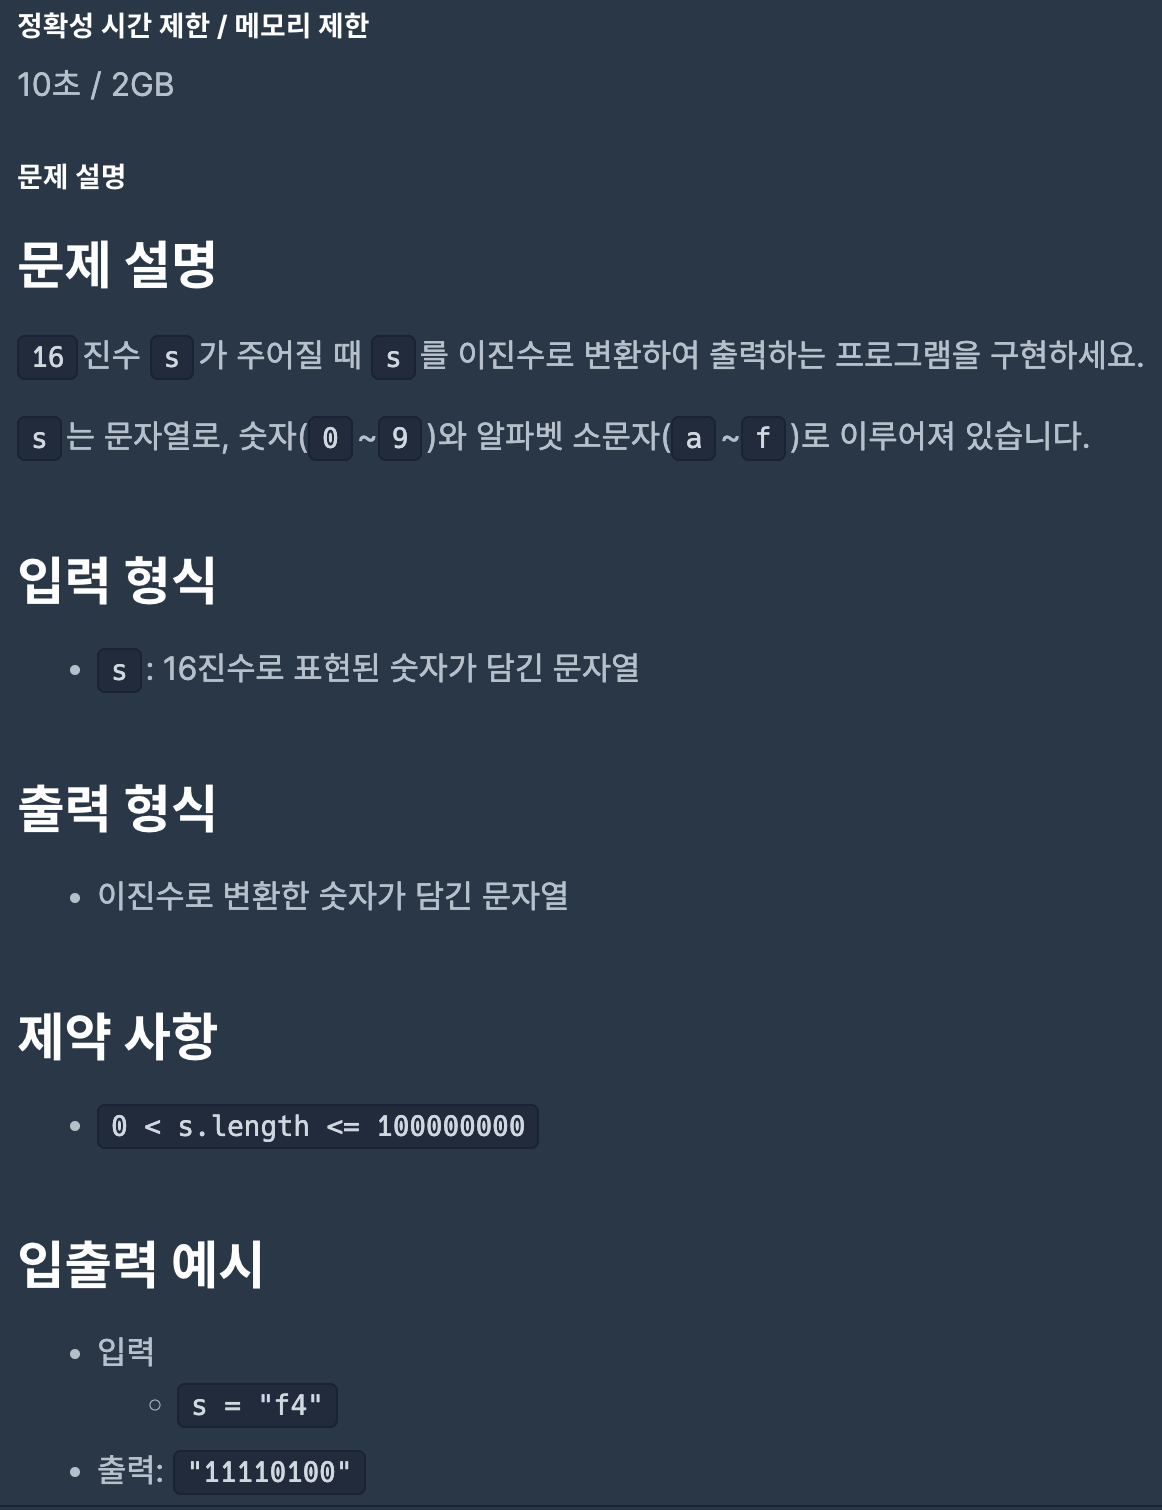 정확성 시간 제한 / 메모리 제한
10초 / 2GB
문제 설명
문제 설명
16 진수 s 가 주어질 때 s 를 이진수로 변환하여 출력하는 프로그램을 구현하세요.
s 는 문자열로, 숫자( 0 ~ 9 )와 알파벳 소문자( a ~ f )로 이루어져 있습니다.
입력 형식
• s : 16진수로 표현된 숫자가 담긴 문자열
출력 형식
• 이진수로 변환한 숫자가 담긴 문자열
제약 사항
• 0 < s.length <= 100000000
입출력 예시
• 입력
○ s = "f4"
• 출력: "11110100"